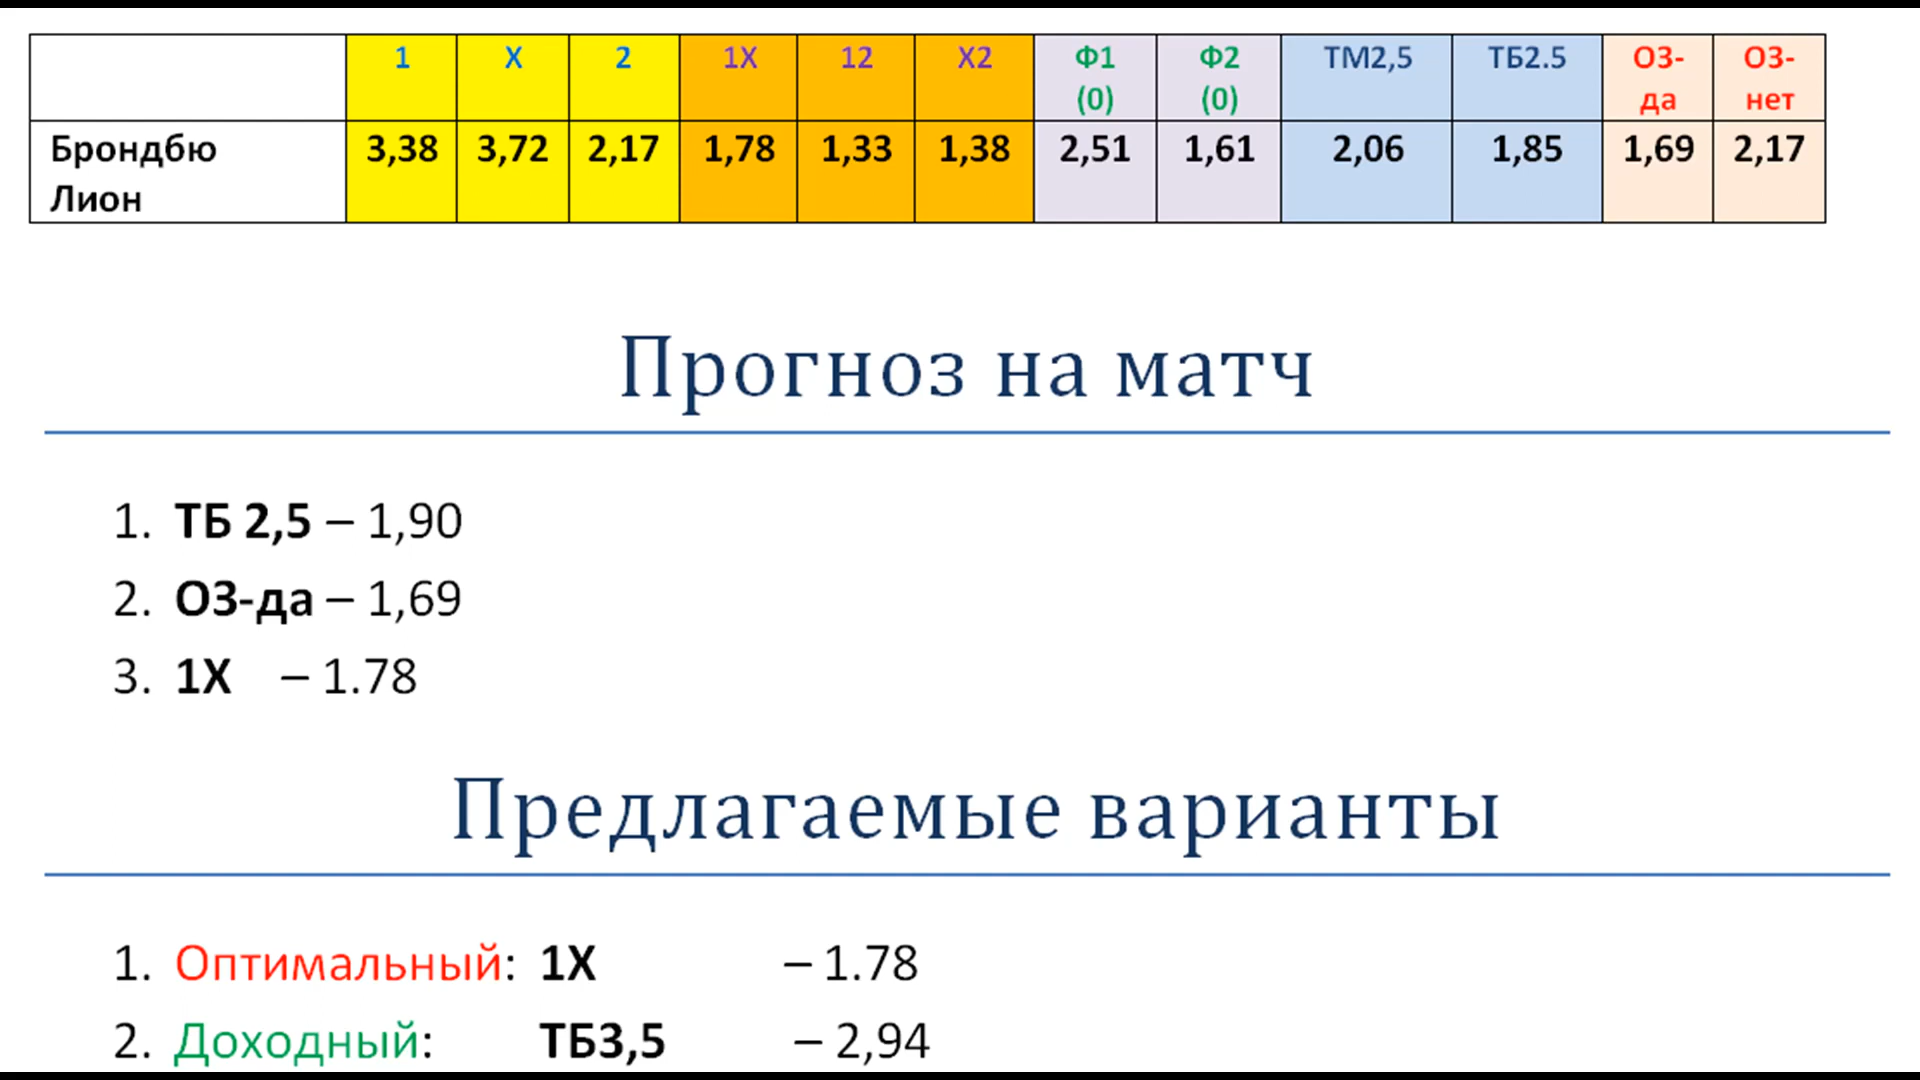 1 X 2 1X 12 X2 Ф1 (0) Ф2 (0) ТМ2,5 ТБ2.5 ОЗ-да ОЗ-нет
Брондбю 3,38 3,72 2,17 1,78 1,33 1,38 2,51 1,61 2,06 1,85 1,69 2,17
Лион
Прогноз на матч
1. ТБ 2,5 – 1,90
2. ОЗ-да – 1,69
3. 1X – 1.78
Предлагаемые варианты
1. Оптимальный: 1X – 1.78
2. Доходный: ТБ3,5 – 2,94